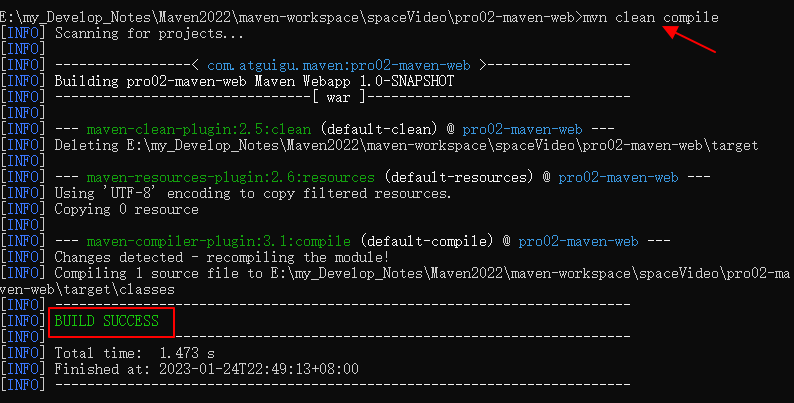 E:\my_Develop_Notes\Maven2022\maven-workspace\spaceVideo\pro02-maven-web>mvn clean compile
[INFO] Scanning for projects...
[INFO]
[INFO] -----------------< com.atguigu.maven:pro02-maven-web >------------------
[INFO] Building pro02-maven-web Maven Webapp 1.0-SNAPSHOT
[INFO] --------------------------------[ war ]---------------------------------
[INFO]
[INFO] --- maven-clean-plugin:2.5:clean (default-clean) @ pro02-maven-web ---
[INFO] Deleting E:\my_Develop_Notes\Maven2022\maven-workspace\spaceVideo\pro02-maven-web\target
[INFO]
[INFO] --- maven-resources-plugin:2.6:resources (default-resources) @ pro02-maven-web ---
[INFO] Using 'UTF-8' encoding to copy filtered resources.
[INFO] Copying 0 resource
[INFO]
[INFO] --- maven-compiler-plugin:3.1:compile (default-compile) @ pro02-maven-web ---
[INFO] Changes detected - recompiling the module!
[INFO] Compiling 1 source file to E:\my_Develop_Notes\Maven2022\maven-workspace\spaceVideo\pro02-ma
ven-web\target\classes
[INFO] ------------------------------------------------------------------------
[INFO] BUILD SUCCESS
[INFO] ------------------------------------------------------------------------
[INFO] Total time:  1.473 s
[INFO] Finished at: 2023-01-24T22:49:13+08:00
[INFO] ------------------------------------------------------------------------